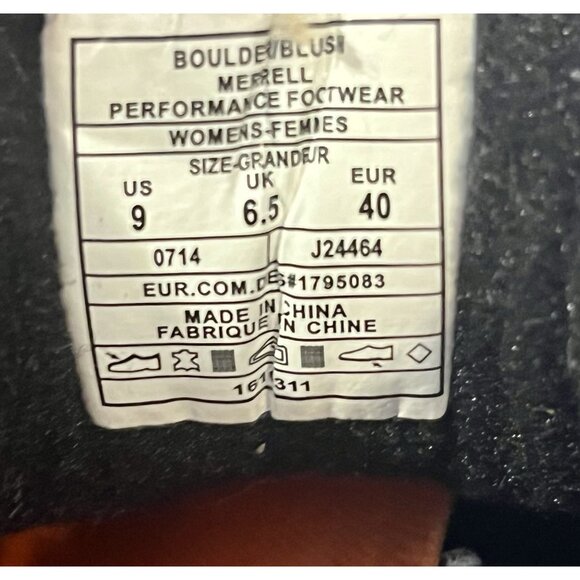 BOULDER/BLUSH
MERRELL
PERFORMANCE FOOTWEAR
WOMENS-FEMMES
SIZE-GRANDEUR
US UK EUR
9 6.5 40
0714 J24464
EUR.COM.DES#1795083
MADE IN CHINA
FABRIQUE EN CHINE